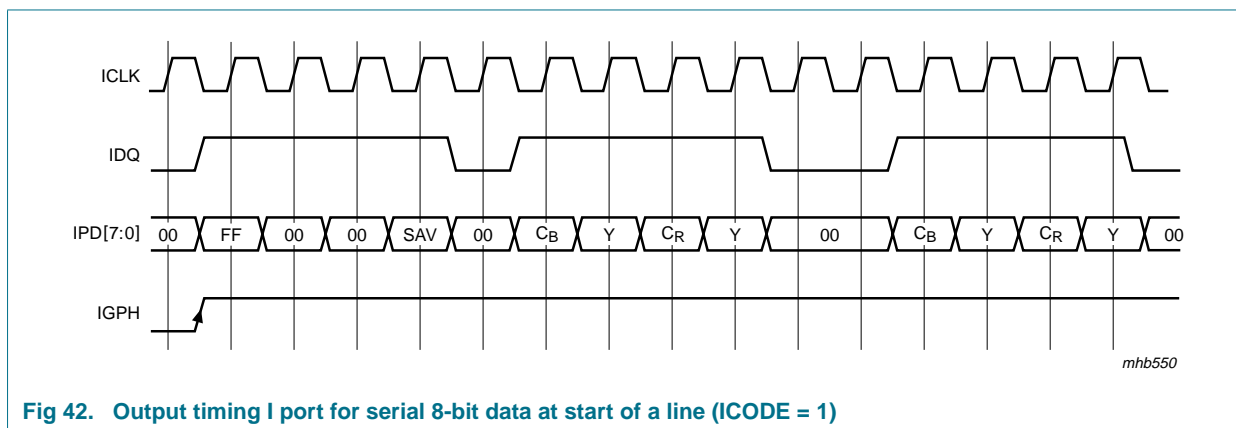 ICLK
IDQ
IPD[7:0] 00 FF 00 00 SAV 00 CB Y CR Y 00 CB Y CR Y 00
IGPH
mhb550
Fig 42. Output timing I port for serial 8-bit data at start of a line (ICODE = 1)